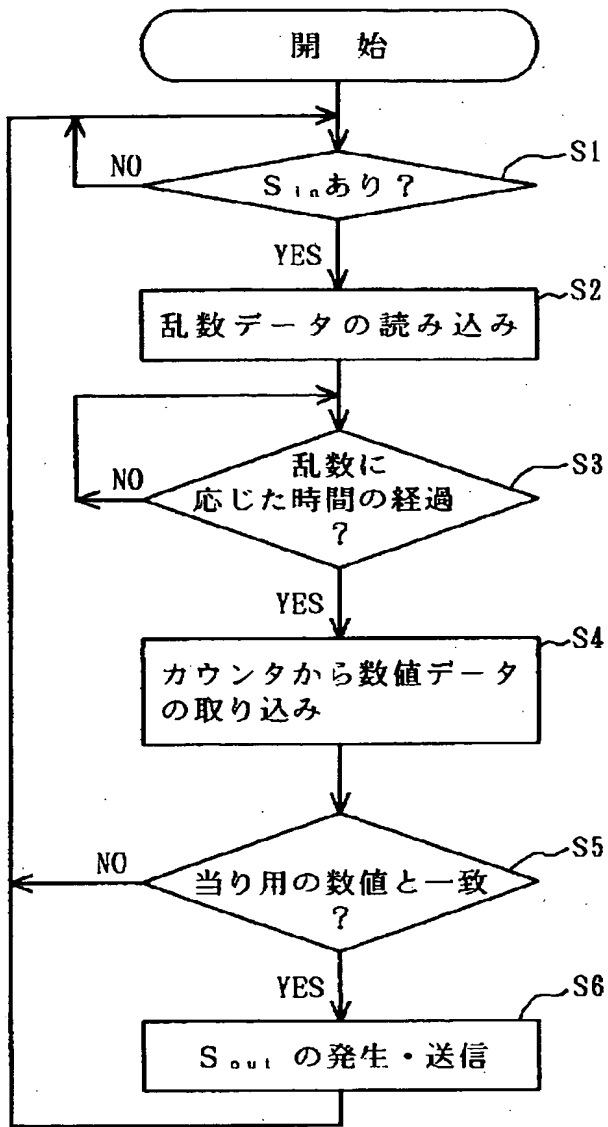 開 始
S1
NO
Sinあり?
YES
S2
乱数データの読み込み
S3
乱数に
NO
応じた時間の経過
?
YES
S4
カウンタから数値データ
の取り込み
S5
NO
当り用の数値と一致
?
YES
S6
Sout の発生・送信